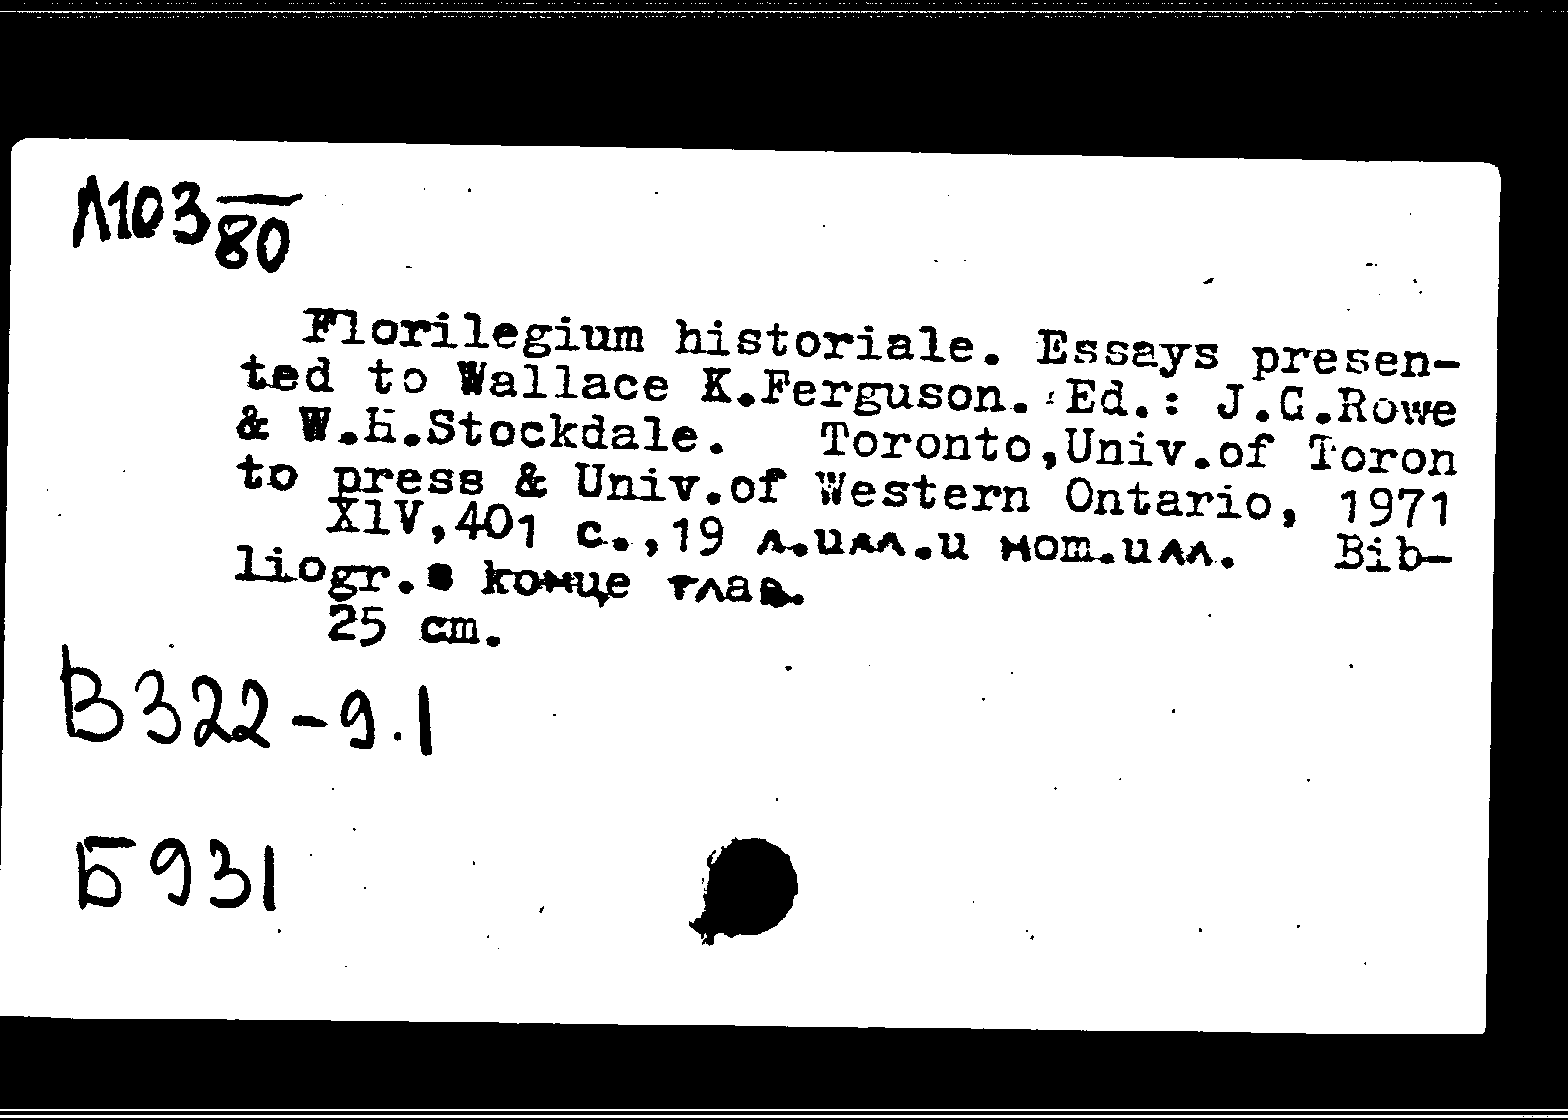 Л103/80
Florilegium historiale. Essays presen-
ted to Wallace K.Ferguson. Ed.: J.G.Rowe
& W.H.Stockdale. Toronto,Univ.of Toron
to press & Univ.of Western Ontario, 1971
XlV,401 c.,19 л.илл.и нот.илл. Bib-
liogr.в конце глав.
25 cm.
В322-9.1
Б931